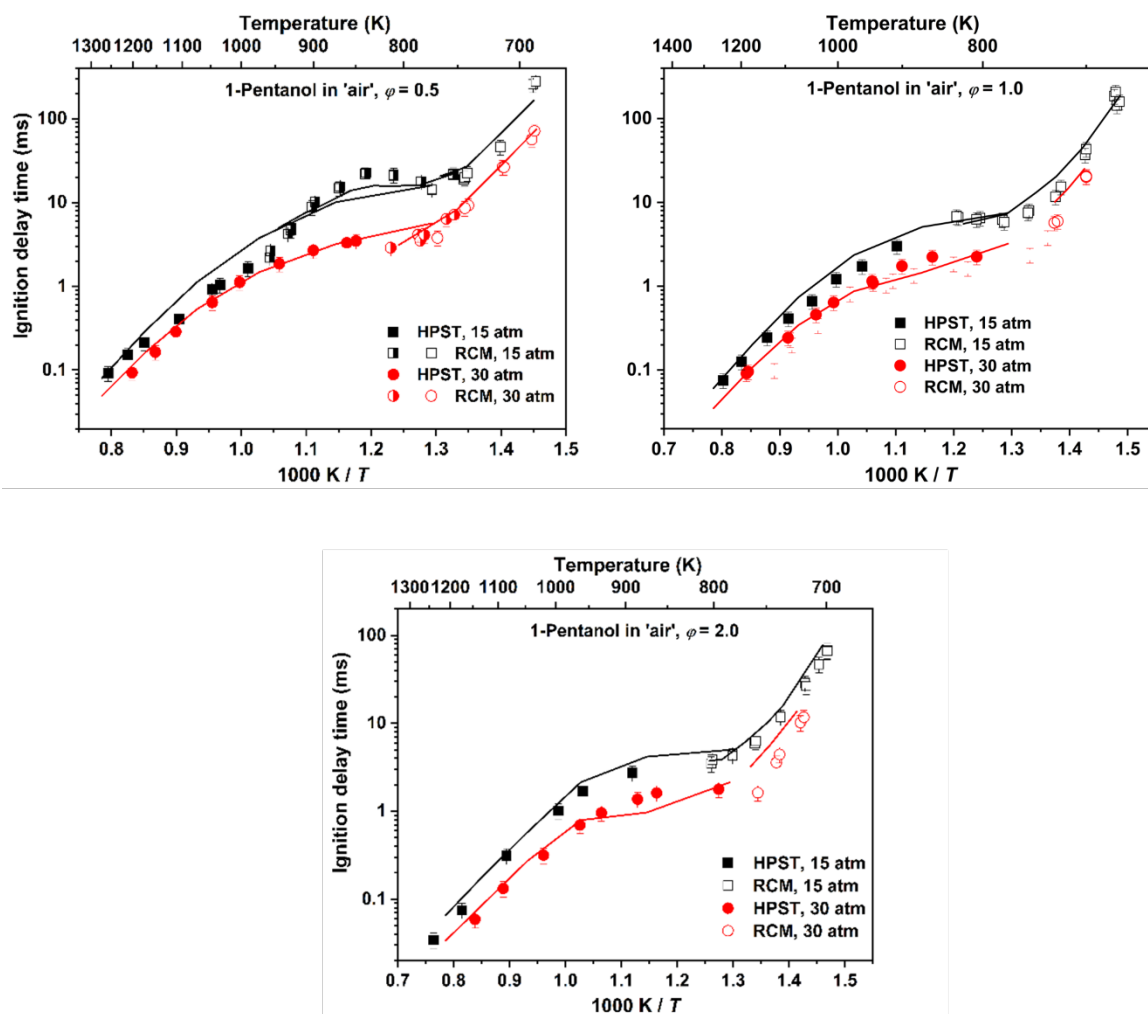 Temperature (K)
1300 1200 1100 1000 900 800 700
1-Pentanol in 'air', φ = 0.5
Ignition delay time (ms)
100
10
1
0.1
HPST, 15 atm
RCM, 15 atm
HPST, 30 atm
RCM, 30 atm
0.8 0.9 1.0 1.1 1.2 1.3 1.4 1.5
1000 K / T
Temperature (K)
1400 1200 1000 800
1-Pentanol in 'air', φ = 1.0
100
10
1
0.1
HPST, 15 atm
RCM, 15 atm
HPST, 30 atm
RCM, 30 atm
0.7 0.8 0.9 1.0 1.1 1.2 1.3 1.4 1.5
1000 K / T
Temperature (K)
1300 1200 1100 1000 900 800 700
1-Pentanol in 'air', φ = 2.0
Ignition delay time (ms)
100
10
1
0.1
HPST, 15 atm
RCM, 15 atm
HPST, 30 atm
RCM, 30 atm
0.7 0.8 0.9 1.0 1.1 1.2 1.3 1.4 1.5
1000 K / T